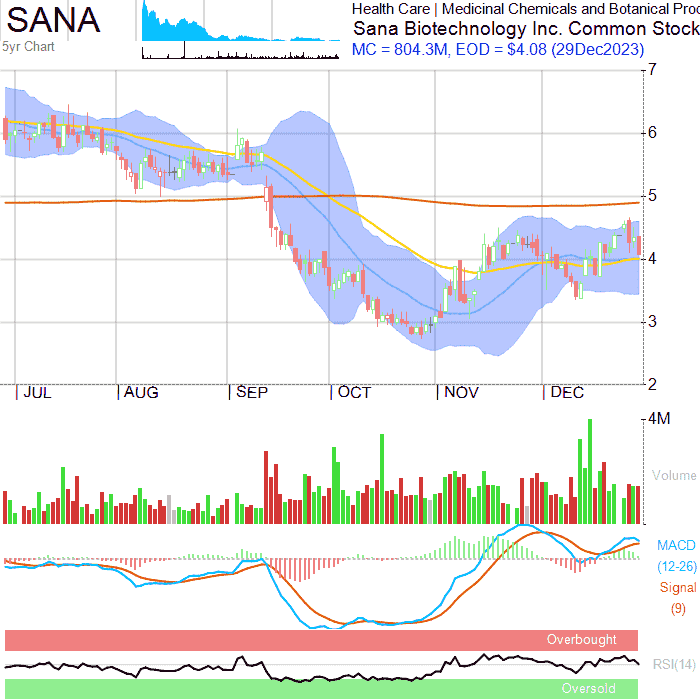 SANA
5yr Chart
Health Care | Medicinal Chemicals and Botanical Pro
Sana Biotechnology Inc. Common Stock
MC = 804.3M, EOD = $4.08 (29Dec2023)
7
6
5
4
3
2
JUL AUG SEP OCT NOV DEC
4M
Volume
MACD
(12-26)
Signal
(9)
Overbought
RSI(14)
Oversold